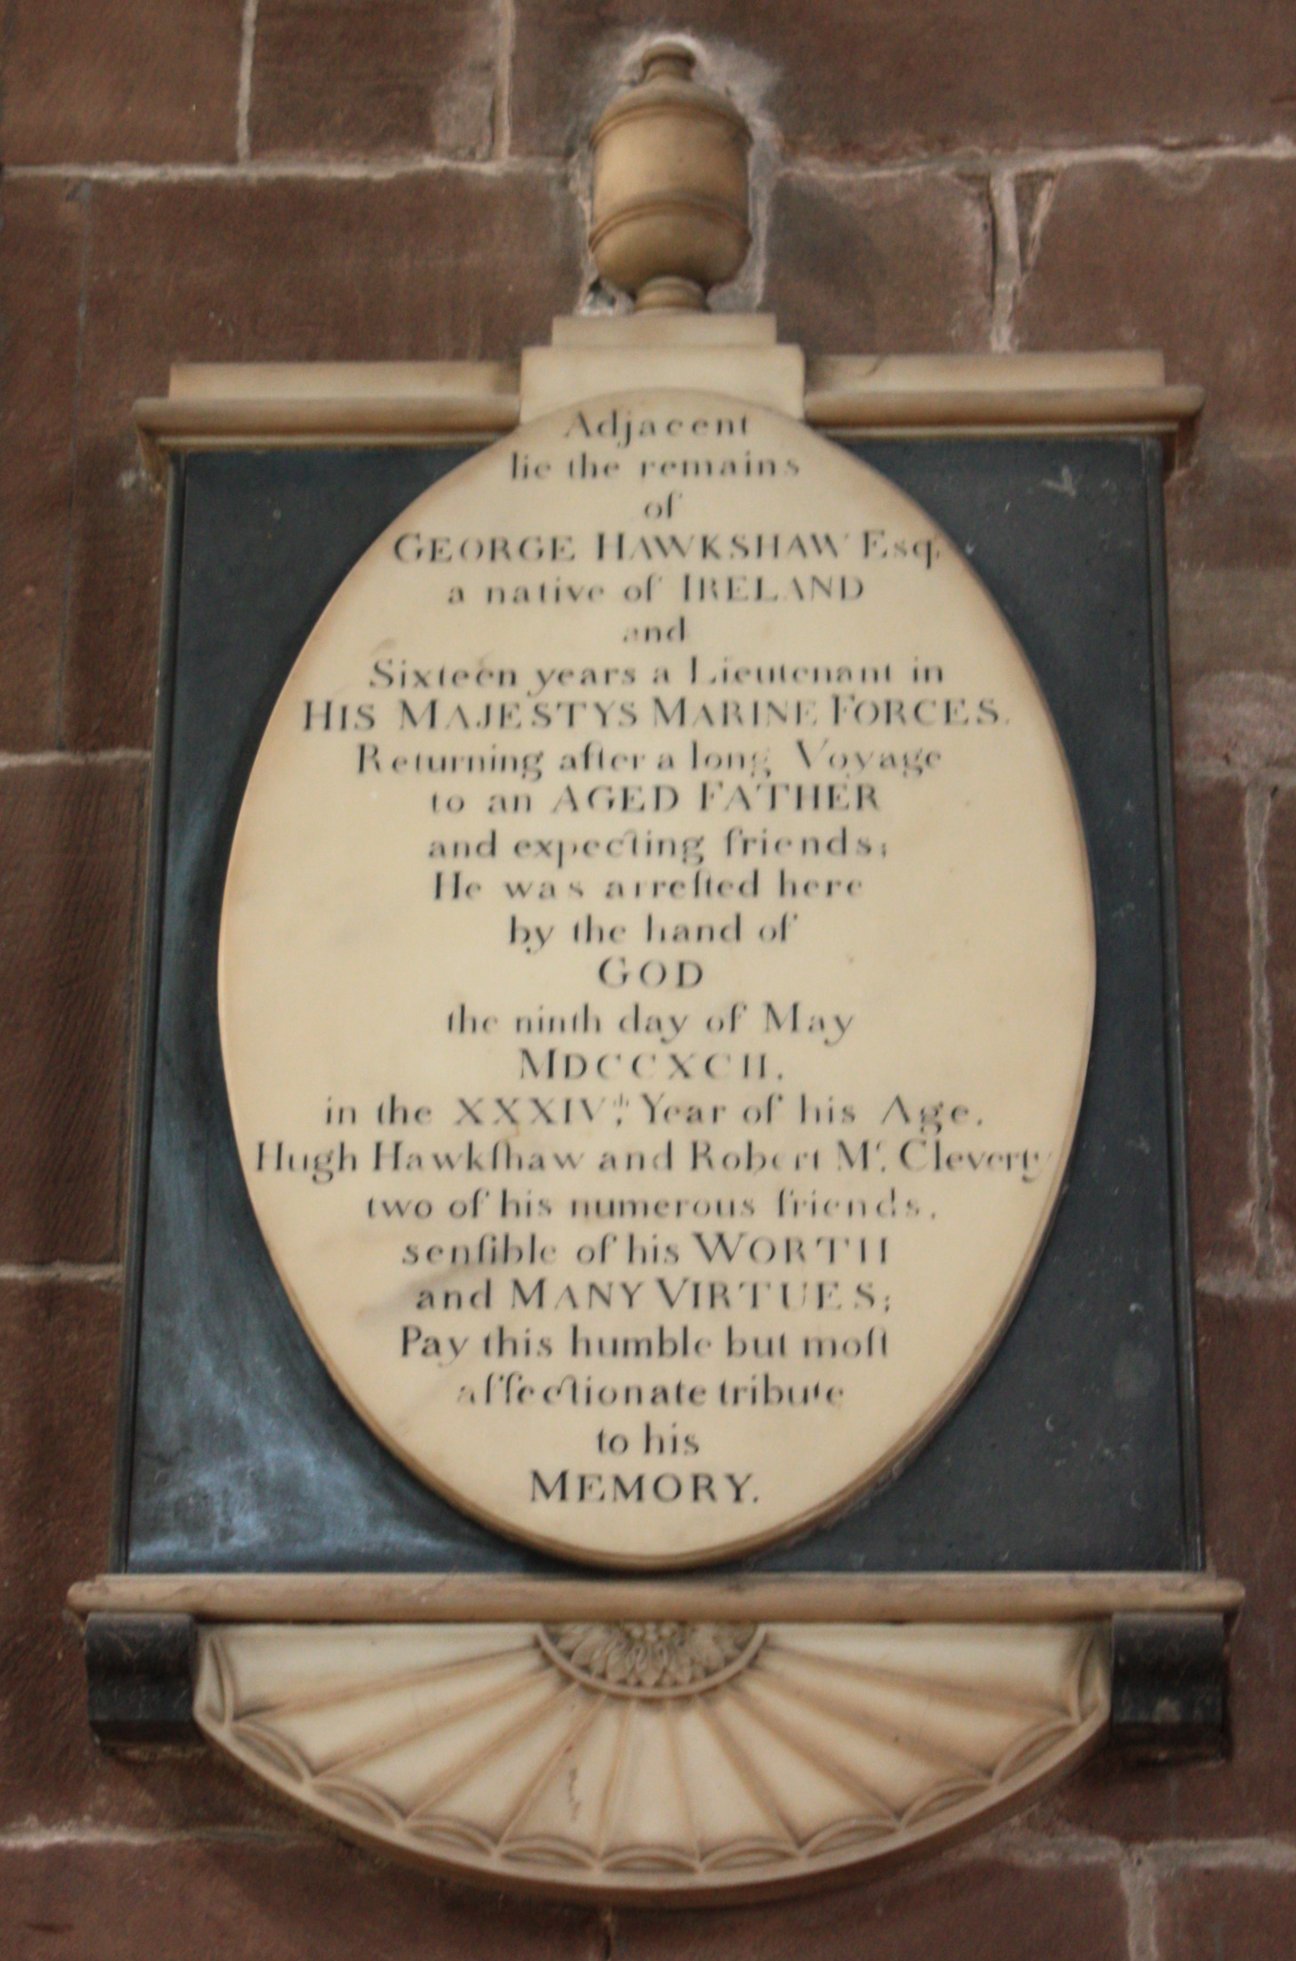 Adjacent
lie the remains
of
GEORGE HAWKSHAW Esq.
a native of IRELAND
and
Sixteen years a Lieutenant in
HIS MAJESTYS MARINE FORCES.
Returning after a long Voyage
to an AGED FATHER
and expecting friends;
He was arreſted here
by the hand of
GOD
the ninth day of May
MDCCXCII.
in the XXXIVth; Year of his Age.
Hugh Hawkſhaw and Robert Mc. Cleverty
two of his numerous friends.
senſible of his WORTH
and MANY VIRTUES;
Pay this humble but moſt
affectionate tribute
to his
MEMORY.